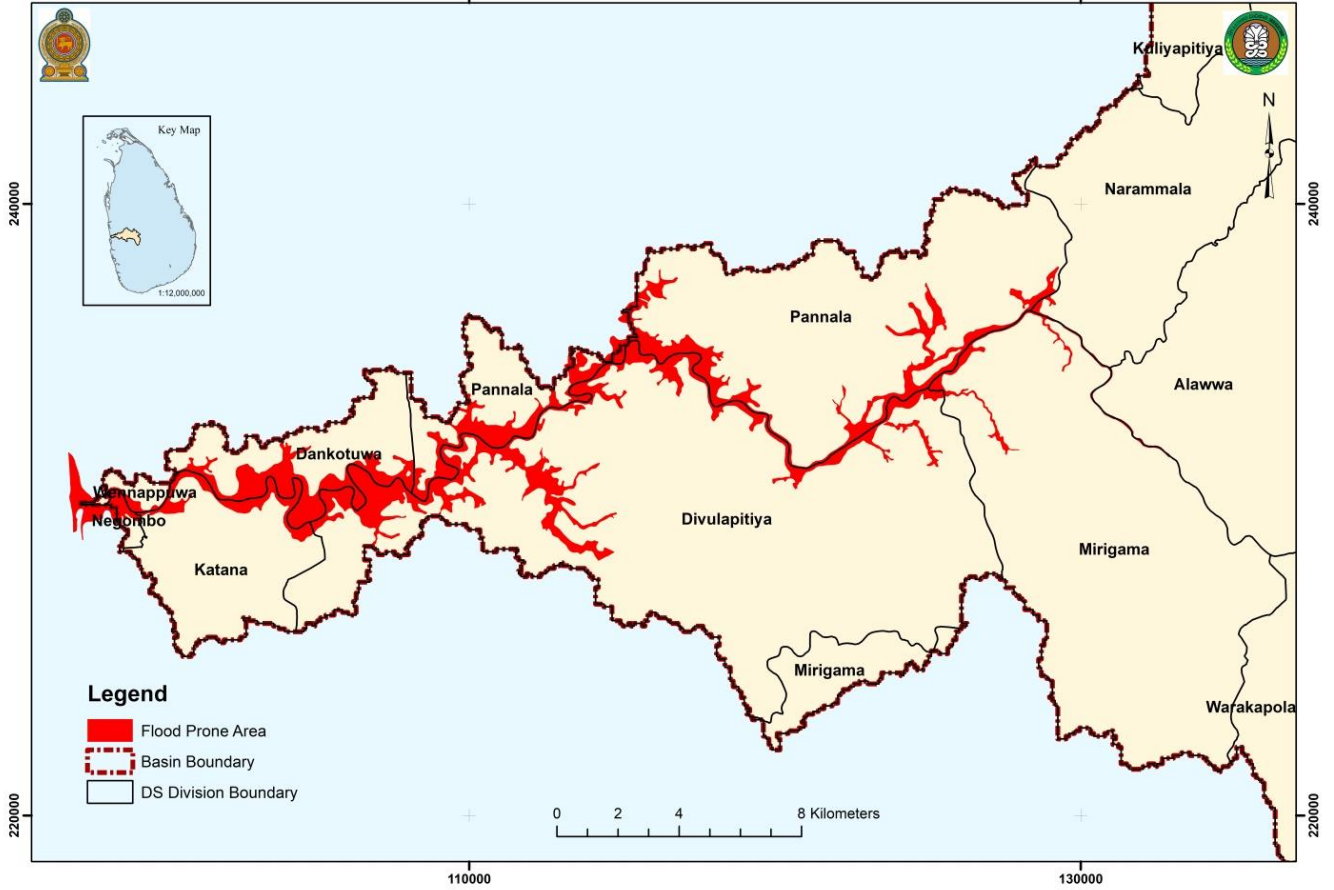 Kuliyapitiya
N
Key Map
1:12,000,000
240000
240000
Narammala
Pannala
Alawwa
Pannala
Dankotuwa
Wennappuwa
Negombo
Divulapitiya
Mirigama
Katana
Mirigama
Warakapola
Legend
Flood Prone Area
Basin Boundary
DS Division Boundary
0 2 4 8 Kilometers
220000
220000
110000
130000